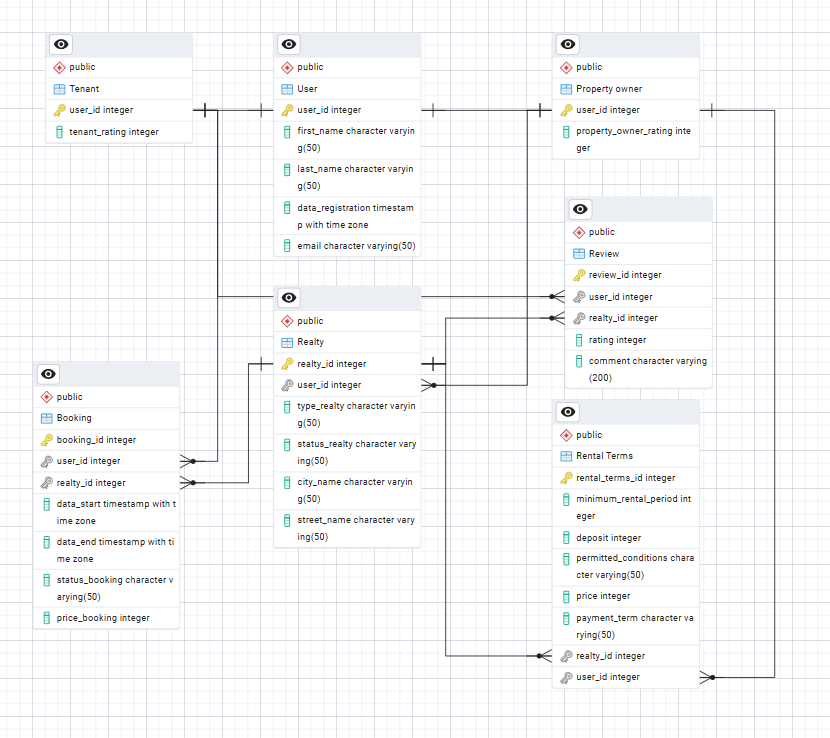 public
Tenant
user_id integer
tenant_rating integer
public
User
user_id integer
first_name character varyin
g(50)
last_name character varyin
g(50)
data_registration timestam
p with time zone
email character varying(50)
public
Property owner
user_id integer
property_owner_rating inte
ger
public
Review
review_id integer
user_id integer
realty_id integer
rating integer
comment character varying
(200)
public
Realty
realty_id integer
user_id integer
type_realty character varyin
g(50)
status_realty character vary
ing(50)
city_name character varyin
g(50)
street_name character vary
ing(50)
public
Booking
booking_id integer
user_id integer
realty_id integer
data_start timestamp with t
ime zone
data_end timestamp with ti
me zone
status_booking character v
arying(50)
price_booking integer
public
Rental Terms
rental_terms_id integer
minimum_rental_period int
eger
deposit integer
permitted_conditions chara
cter varying(50)
price integer
payment_term character va
rying(50)
realty_id integer
user_id integer